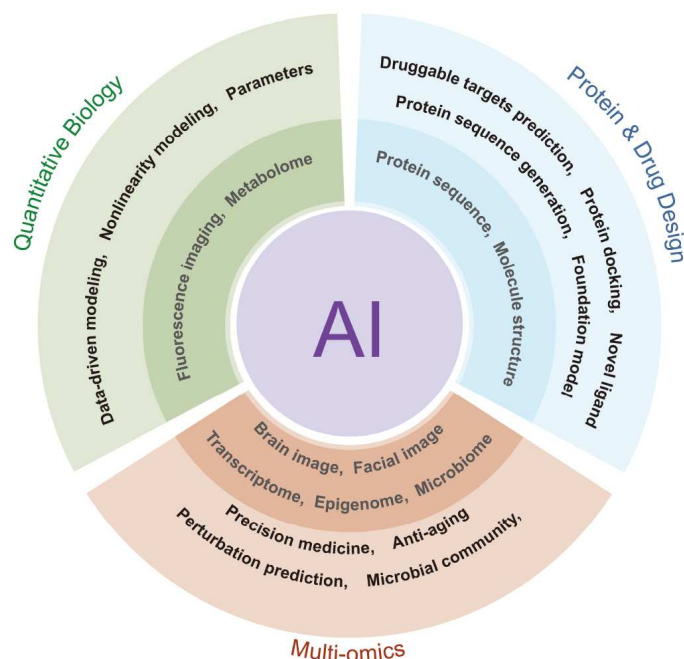 Quantitative Biology
Data-driven modeling, Nonlinearity modeling, Parameters
Fluorescence imaging, Metabolome
Protein & Drug Design
Druggable targets prediction, Protein docking, Novel ligand
Protein sequence generation, Foundation model
Protein sequence, Molecule structure
AI
Brain image, Facial image
Transcriptome, Epigenome, Microbiome
Precision medicine, Anti-aging
Perturbation prediction, Microbial community,
Multi-omics